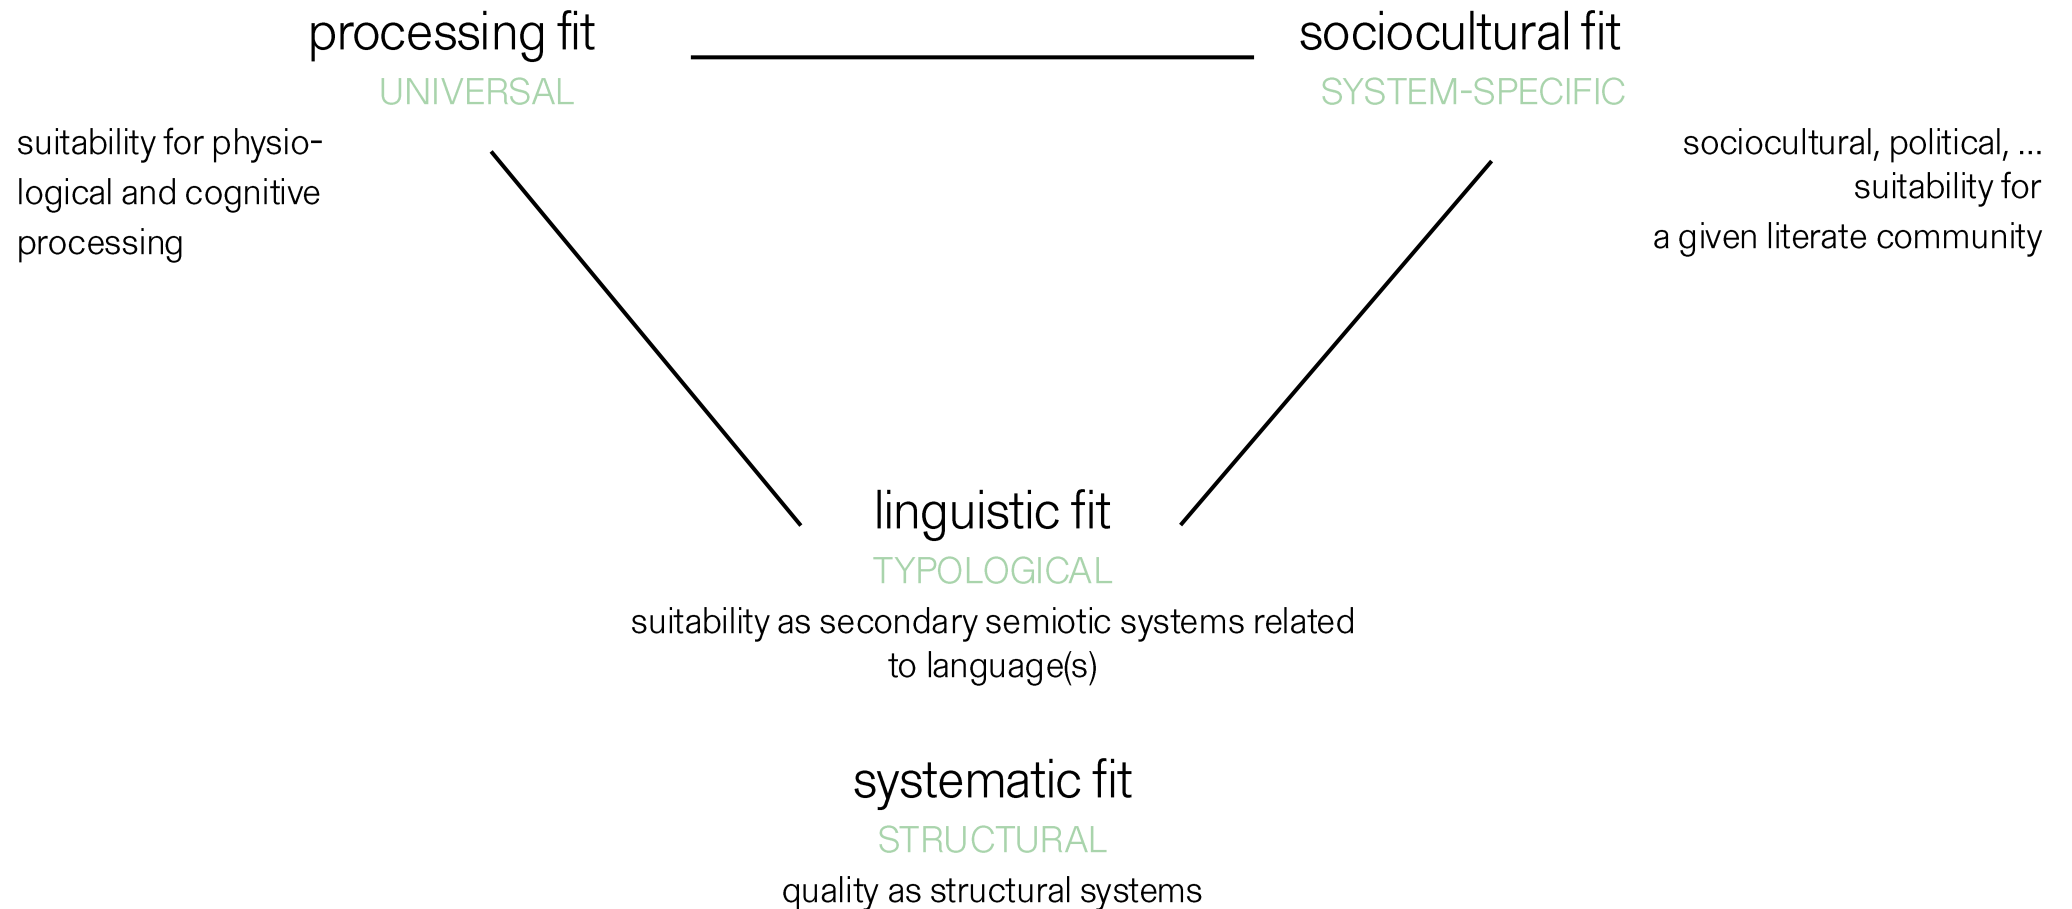 processing fit
UNIVERSAL
suitability for physio-
logical and cognitive
processing
sociocultural fit
SYSTEM-SPECIFIC
sociocultural, political, ...
suitability for
a given literate community
linguistic fit
TYPOLOGICAL
suitability as secondary semiotic systems related
to language(s)
systematic fit
STRUCTURAL
quality as structural systems